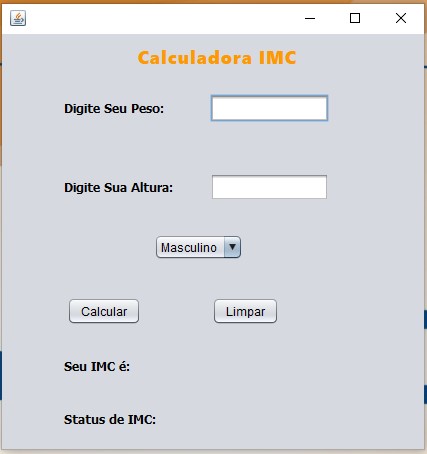 Calculadora IMC
Digite Seu Peso:
Digite Sua Altura:
Masculino
Calcular Limpar
Seu IMC é:
Status de IMC: